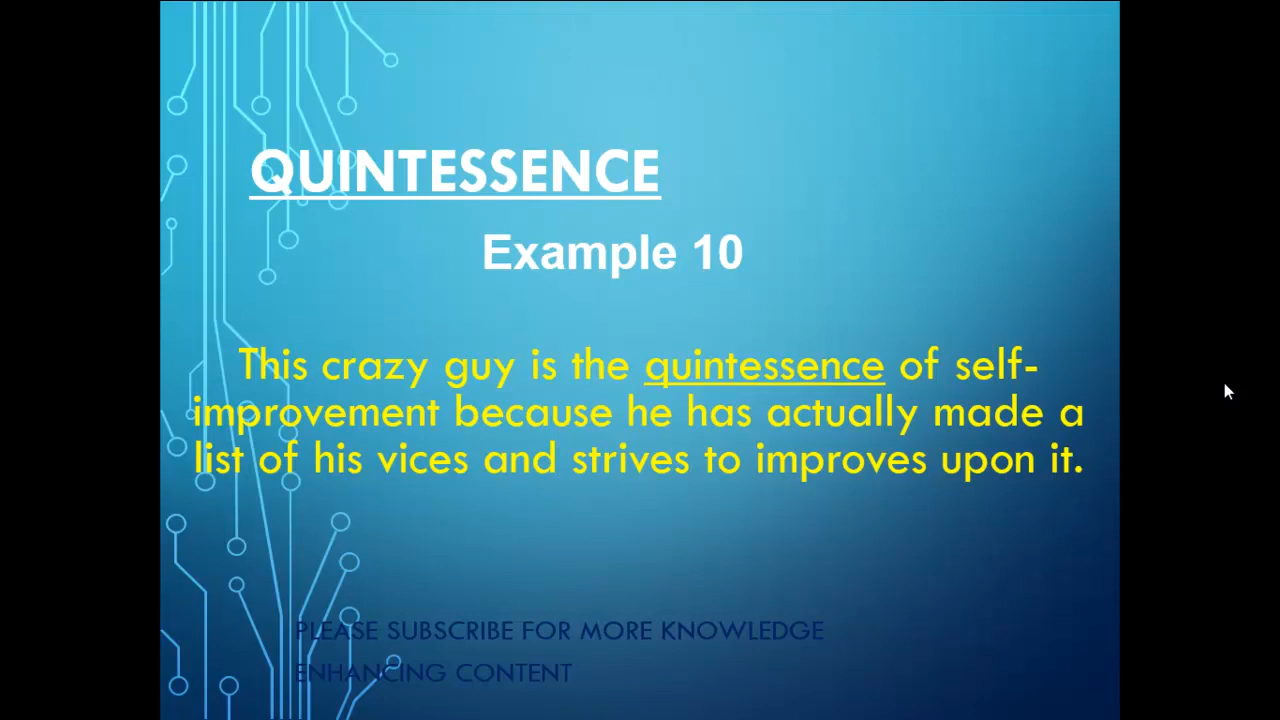 QUINTESSENCE
Example 10
This crazy guy is the quintessence of self-
improvement because he has actually made a
list of his vices and strives to improves upon it.
PLEASE SUBSCRIBE FOR MORE KNOWLEDGE
ENHANCING CONTENT